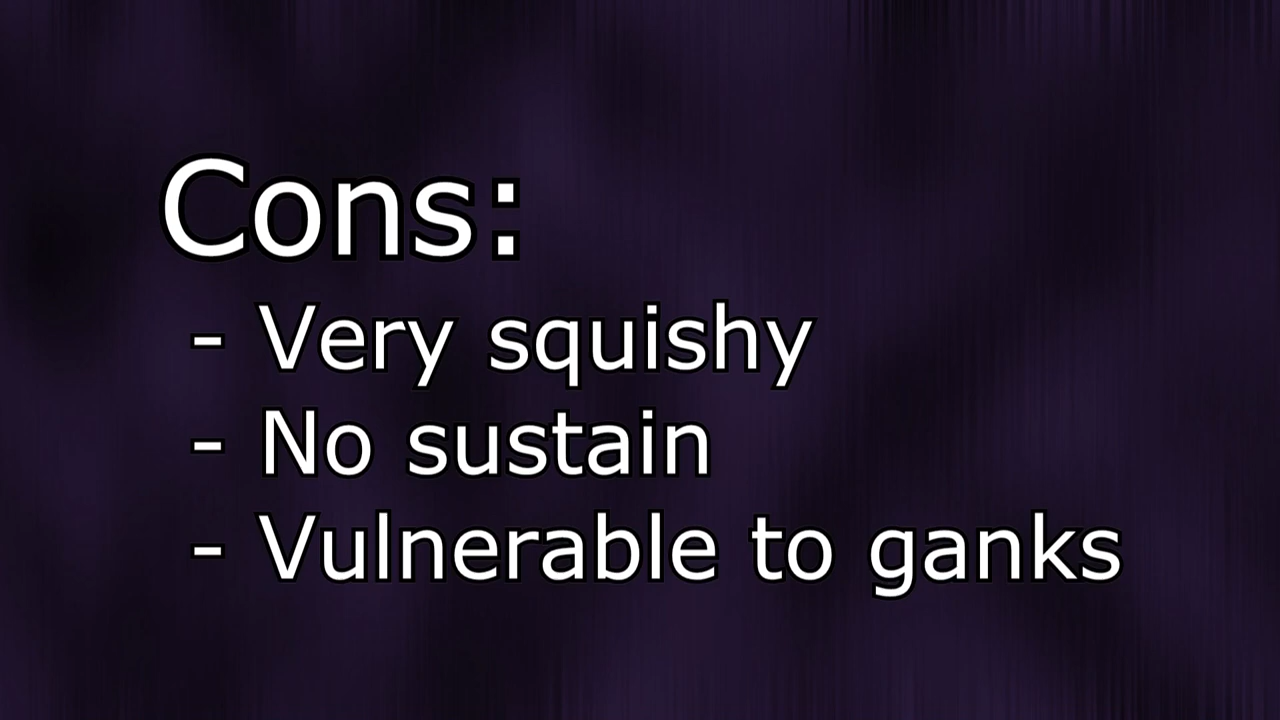 Cons:
- Very squishy
- No sustain
- Vulnerable to ganks